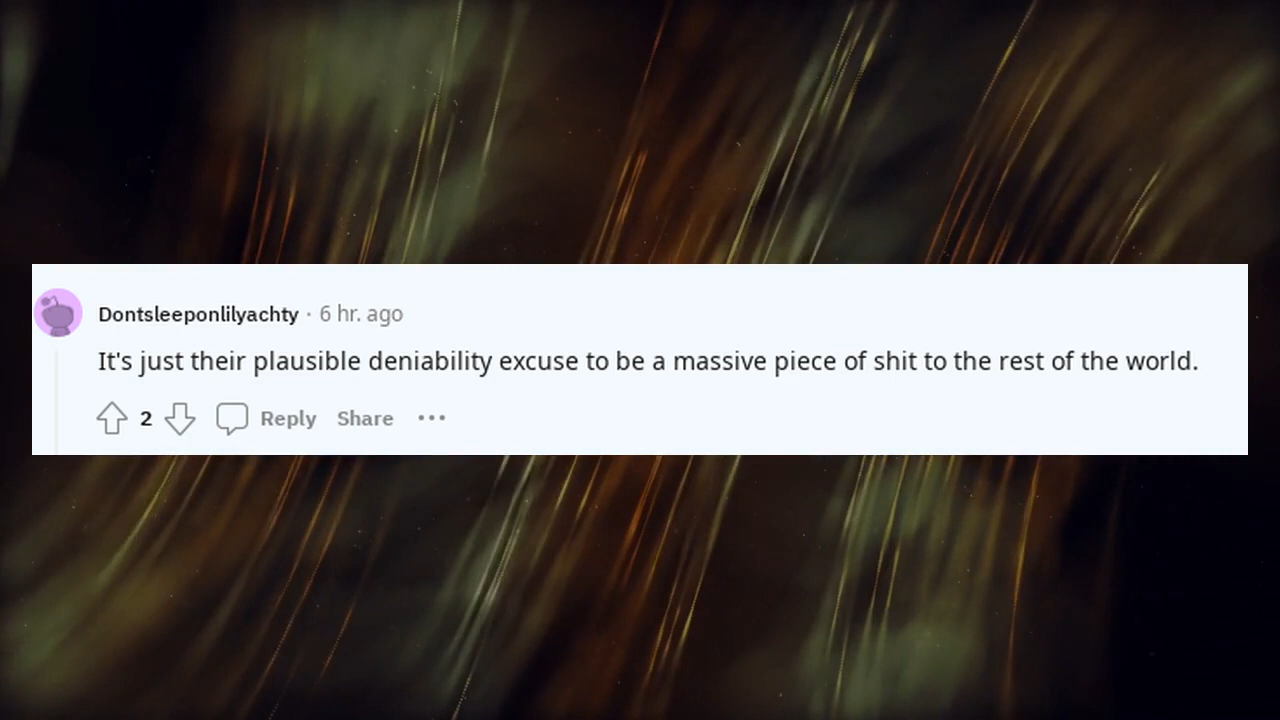 Dontsleeponlilyachty · 6 hr. ago
It's just their plausible deniability excuse to be a massive piece of shit to the rest of the world.
2 Reply Share •••